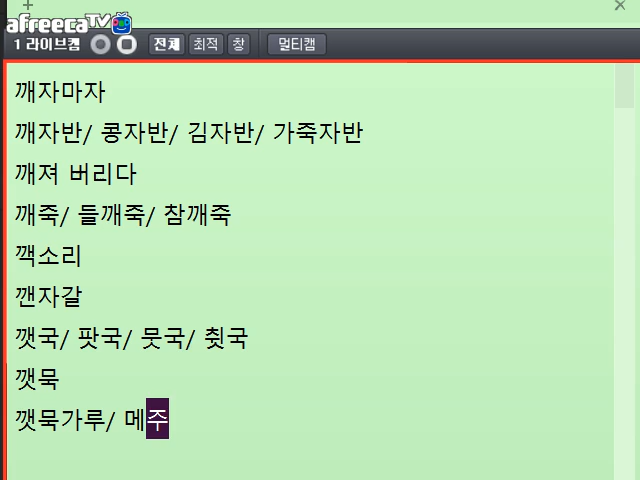 afreecaTV
1 라이브캠 전체 최적 창 멀티캠
깨자마자
깨자반/ 콩자반/ 김자반/ 가죽자반
깨져 버리다
깨죽/ 들깨죽/ 참깨죽
깩소리
깬자갈
깻국/ 팟국/ 뭇국/ 췻국
깻묵
깻묵가루/ 메주